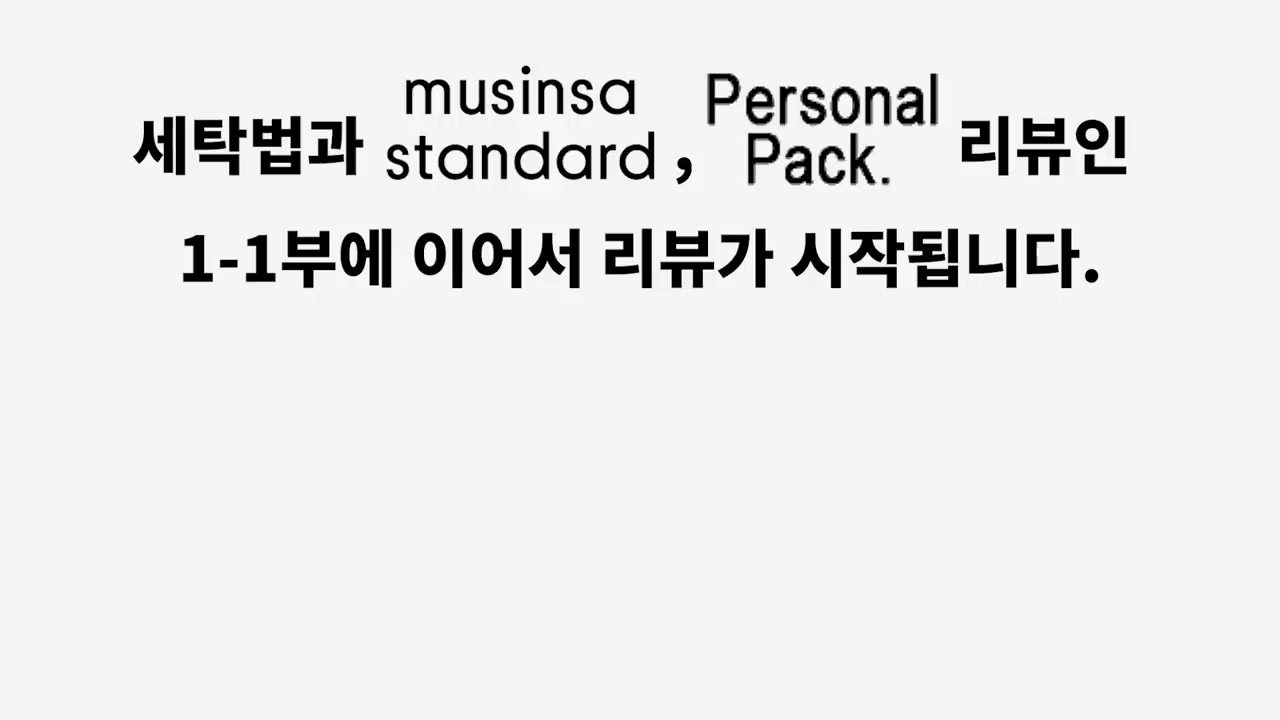 세탁법과 musinsa standard , Personal Pack. 리뷰인
1-1부에 이어서 리뷰가 시작됩니다.